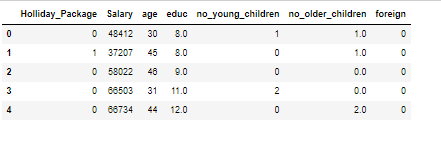 Holliday_Package Salary age educ no_young_children no_older_children foreign
0 0 48412 30 8.0 1 1.0 0
1 1 37207 45 8.0 0 1.0 0
2 0 58022 46 9.0 0 0.0 0
3 0 66503 31 11.0 2 0.0 0
4 0 66734 44 12.0 0 2.0 0